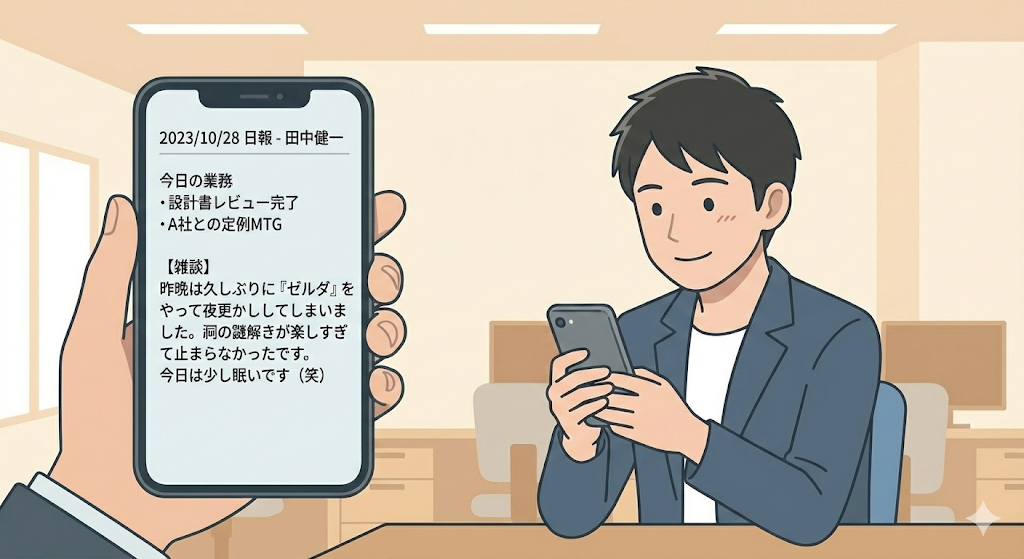 2023/10/28 日報 - 田中健一
今日の業務
・設計書レビュー完了
・A社との定例MTG
【雑談】
昨晩は久しぶりに『ゼルダ』を
やって夜更かししてしまいま
した。祠の謎解きが楽しすぎ
て止まらなかったです。
今日は少し眠いです（笑）